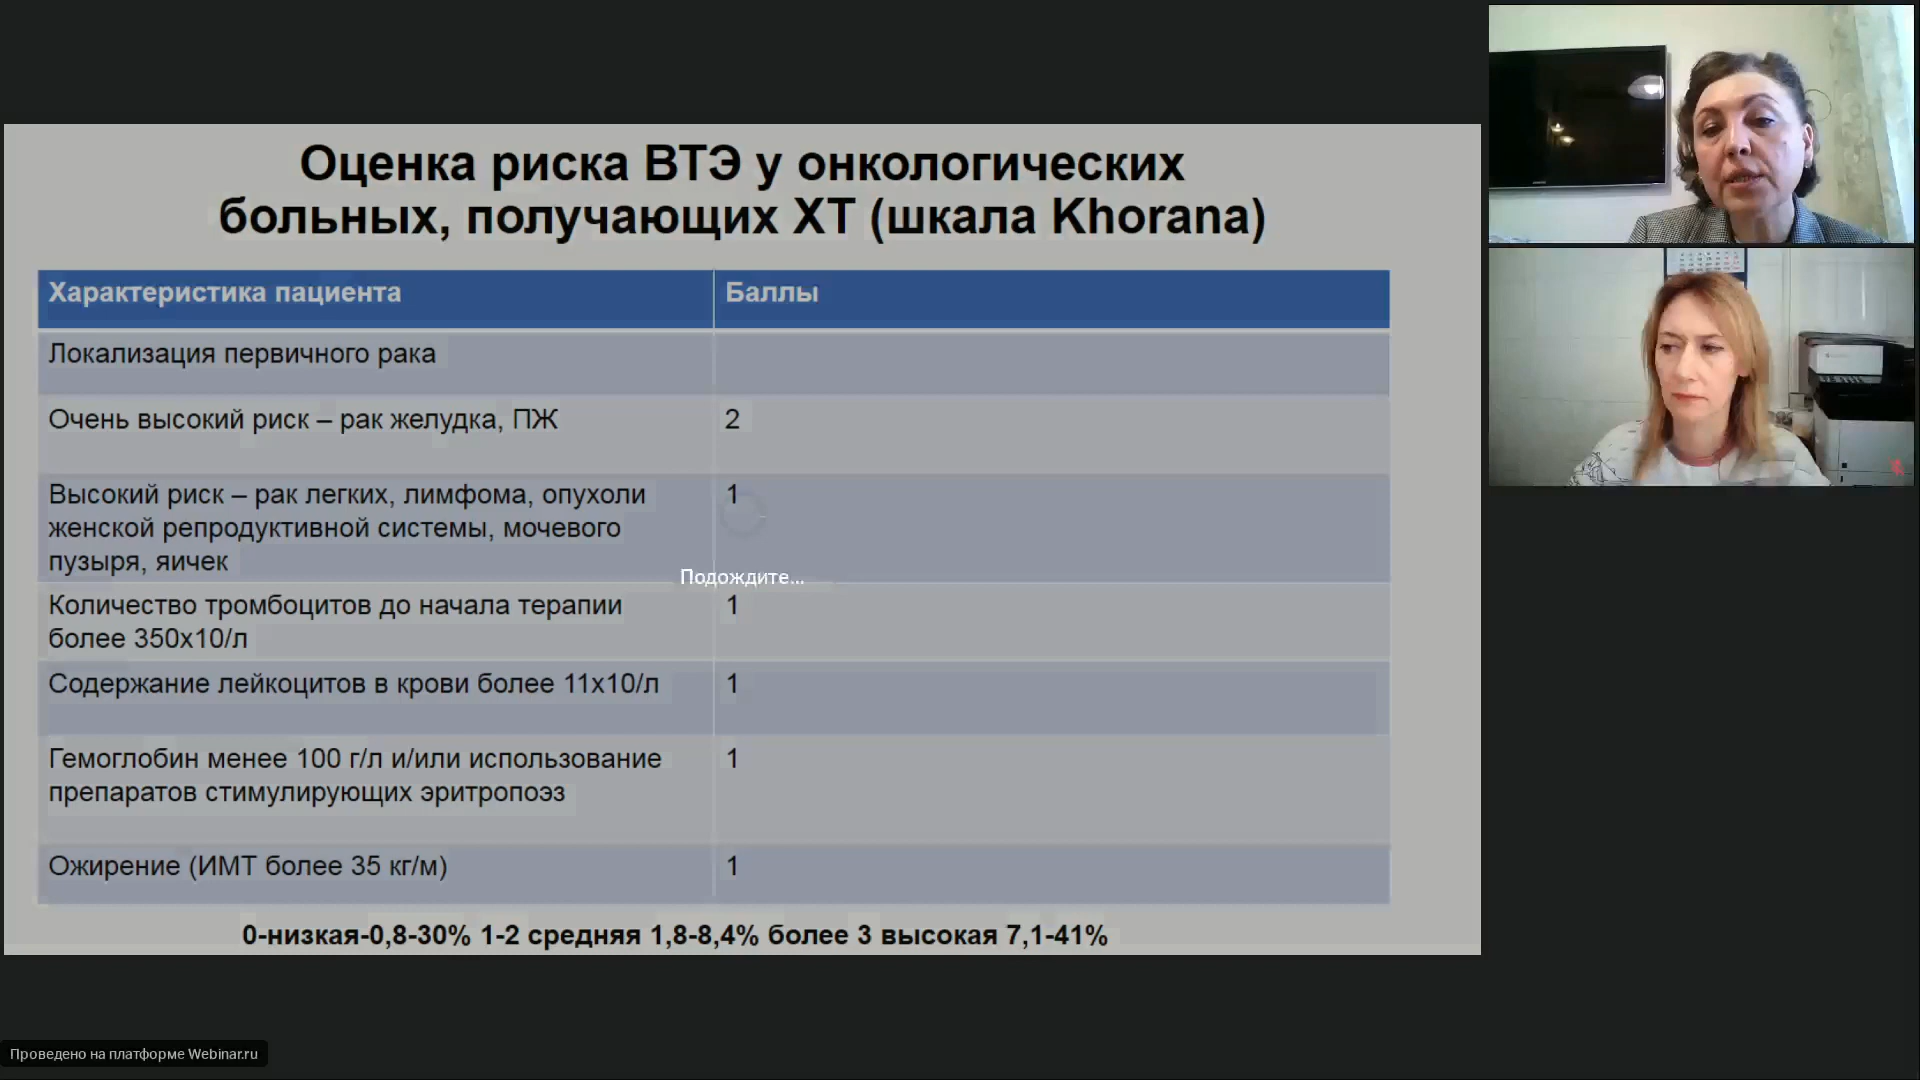 Оценка риска ВТЭ у онкологических
больных, получающих ХТ (шкала Khorana)
Характеристика пациента Баллы
Локализация первичного рака
Очень высокий риск – рак желудка, ПЖ 2
Высокий риск – рак легких, лимфома, опухоли 1
женской репродуктивной системы, мочевого
пузыря, яичек
Подождите...
Количество тромбоцитов до начала терапии 1
более 350х10/л
Содержание лейкоцитов в крови более 11х10/л 1
Гемоглобин менее 100 г/л и/или использование 1
препаратов стимулирующих эритропоэз
Ожирение (ИМТ более 35 кг/м) 1
0-низкая-0,8-30% 1-2 средняя 1,8-8,4% более 3 высокая 7,1-41%
Проведено на платформе Webinar.ru